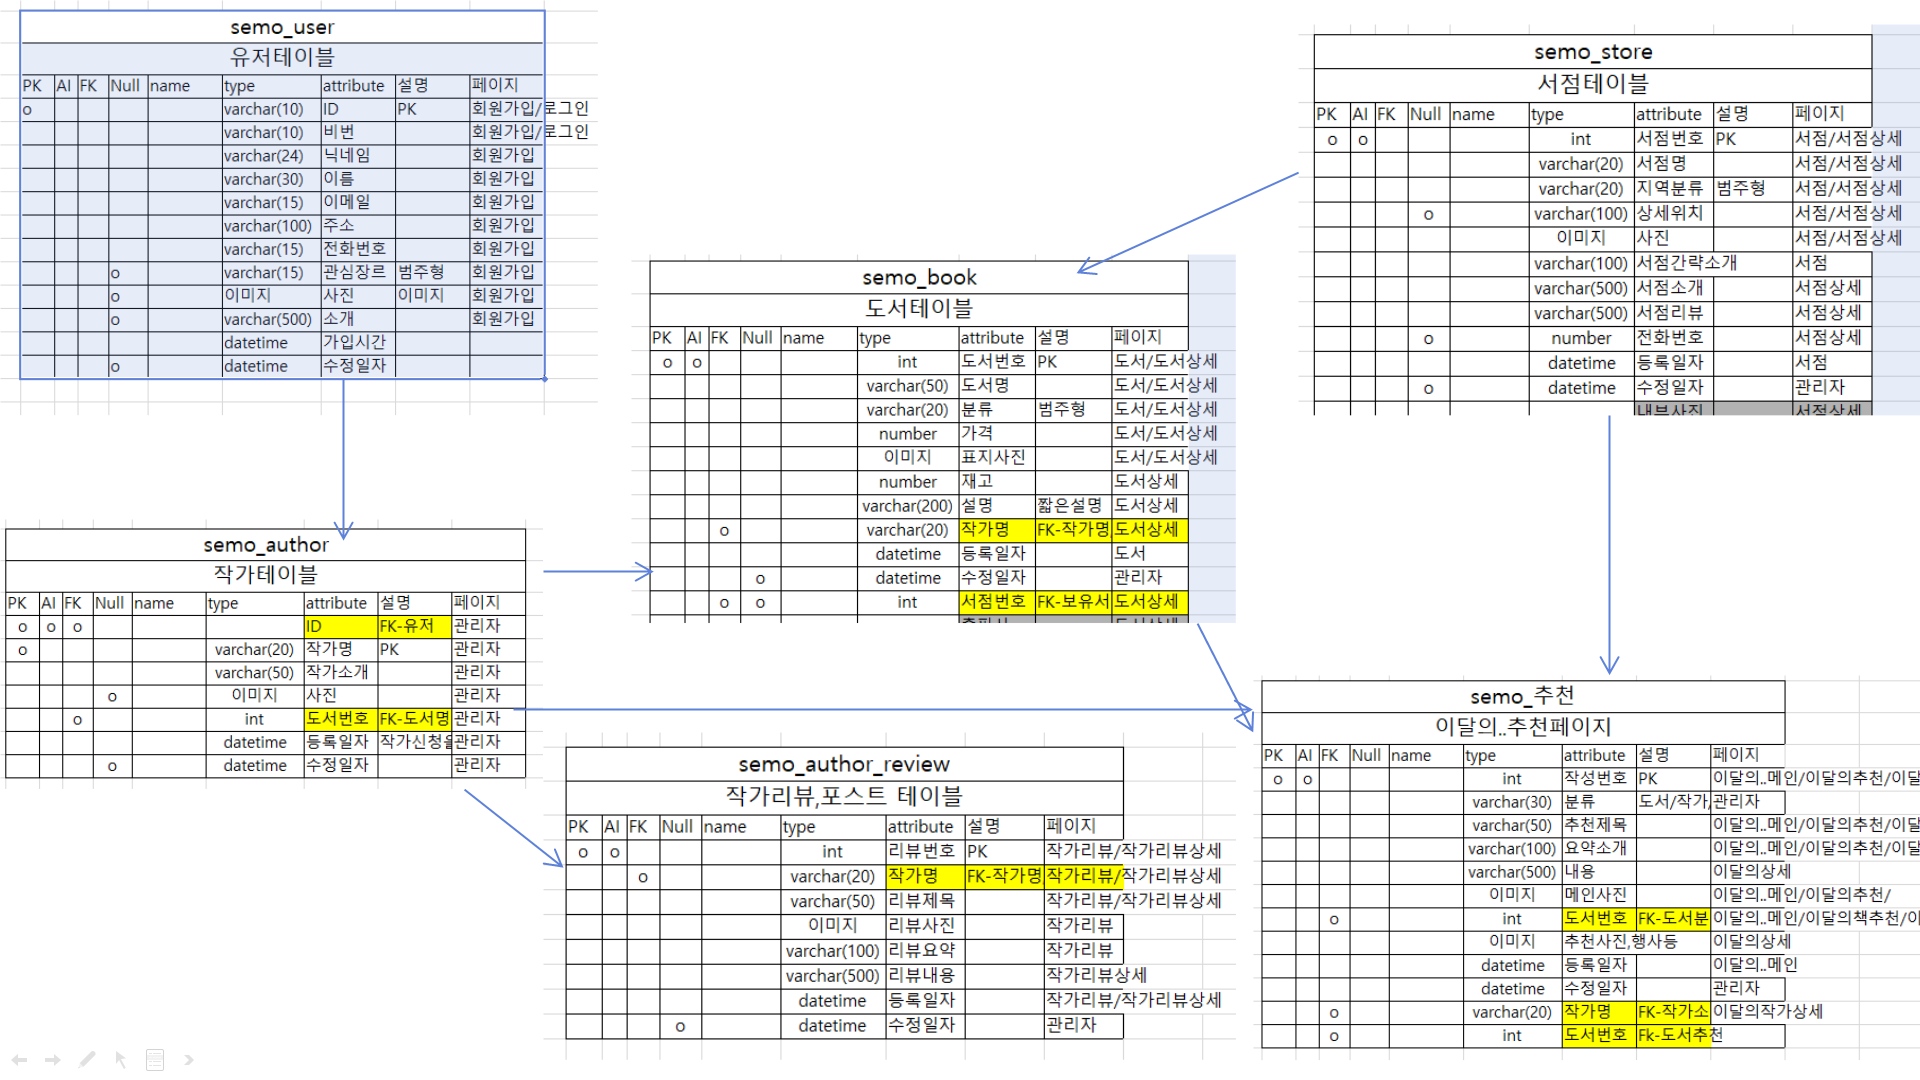 semo_user
유저테이블
PK AI FK Null name type attribute 설명 페이지
o varchar(10) ID PK 회원가입/로그인
varchar(10) 비번 회원가입/로그인
varchar(24) 닉네임 회원가입
varchar(30) 이름 회원가입
varchar(15) 이메일 회원가입
varchar(100) 주소 회원가입
varchar(15) 전화번호 회원가입
o varchar(15) 관심장르 범주형 회원가입
o 이미지 사진 이미지 회원가입
o varchar(500) 소개 회원가입
datetime 가입시간
o datetime 수정일자
semo_store
서점테이블
PK AI FK Null name type attribute 설명 페이지
o o int 서점번호 PK 서점/서점상세
varchar(20) 서점명 서점/서점상세
varchar(20) 지역분류 범주형 서점/서점상세
o varchar(100) 상세위치 서점/서점상세
이미지 사진 서점/서점상세
varchar(100) 서점간략소개 서점
varchar(500) 서점소개 서점상세
varchar(500) 서점리뷰 서점상세
o number 전화번호 서점상세
datetime 등록일자 서점
o datetime 수정일자 관리자
내부사진 서점상세
semo_book
도서테이블
PK AI FK Null name type attribute 설명 페이지
o o int 도서번호 PK 도서/도서상세
varchar(50) 도서명 도서/도서상세
varchar(20) 분류 범주형 도서/도서상세
number 가격 도서/도서상세
이미지 표지사진 도서/도서상세
number 재고 도서상세
varchar(200) 설명 짧은설명 도서상세
o varchar(20) 작가명 FK-작가명 도서상세
datetime 등록일자 도서
o datetime 수정일자 관리자
o o int 서점번호 FK-보유서 도서상세
semo_author
작가테이블
PK AI FK Null name type attribute 설명 페이지
o o o ID FK-유저 관리자
o varchar(20) 작가명 PK 관리자
varchar(50) 작가소개 관리자
o 이미지 사진 관리자
o int 도서번호 FK-도서명 관리자
datetime 등록일자 작가신청을 관리자
o datetime 수정일자 관리자
semo_author_review
작가리뷰,포스트 테이블
PK AI FK Null name type attribute 설명 페이지
o o int 리뷰번호 PK 작가리뷰/작가리뷰상세
o varchar(20) 작가명 FK-작가명 작가리뷰/작가리뷰상세
varchar(50) 리뷰제목 작가리뷰/작가리뷰상세
이미지 리뷰사진 작가리뷰
varchar(100) 리뷰요약 작가리뷰
varchar(500) 리뷰내용 작가리뷰상세
datetime 등록일자 작가리뷰/작가리뷰상세
o datetime 수정일자 관리자
semo_추천
이달의..추천페이지
PK AI FK Null name type attribute 설명 페이지
o o int 작성번호 PK 이달의..메인/이달의추천/이달
varchar(30) 분류 도서/작가/ 관리자
varchar(50) 추천제목 이달의..메인/이달의추천/이달
varchar(100) 요약소개 이달의..메인/이달의추천/이달
varchar(500) 내용 이달의상세
이미지 메인사진 이달의..메인/이달의추천/
o int 도서번호 FK-도서분 이달의..메인/이달의책추천/이
이미지 추천사진,행사등 이달의상세
datetime 등록일자 이달의..메인
datetime 수정일자 관리자
o varchar(20) 작가명 FK-작가소 이달의작가상세
o int 도서번호 Fk-도서추천